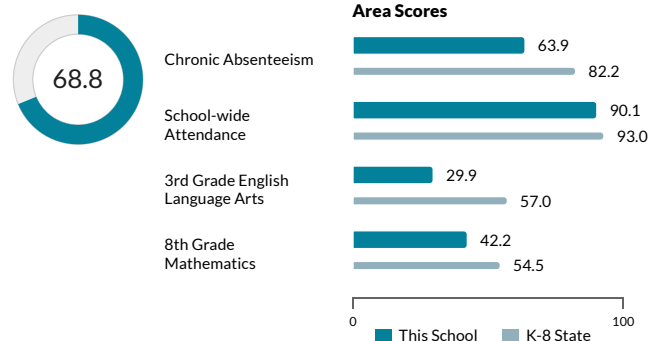 Area Scores
68.8
Chronic Absenteeism
63.9
82.2
School-wide
Attendance
90.1
93.0
3rd Grade English
Language Arts
29.9
57.0
8th Grade
Mathematics
42.2
54.5
0
100
This School
K-8 State